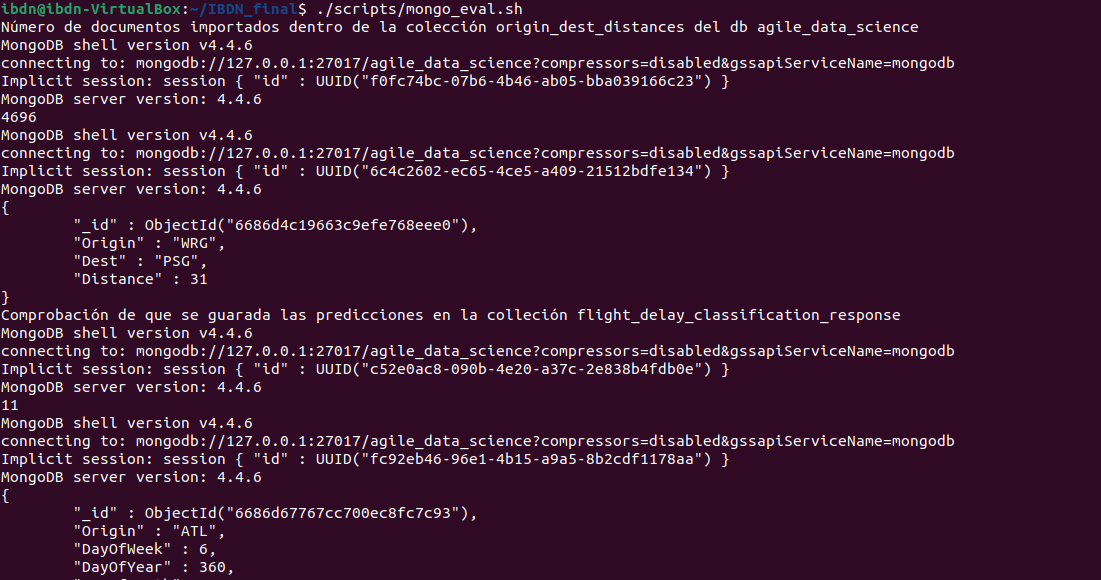 ibdn@ibdn-VirtualBox:~/IBDN_final$ ./scripts/mongo_eval.sh
Número de documentos importados dentro de la colección origin_dest_distances del db agile_data_science
MongoDB shell version v4.4.6
connecting to: mongodb://127.0.0.1:27017/agile_data_science?compressors=disabled&gssapiServiceName=mongodb
Implicit session: session { "id" : UUID("f0fc74bc-07b6-4b46-ab05-bba039166c23") }
MongoDB server version: 4.4.6
4696
MongoDB shell version v4.4.6
connecting to: mongodb://127.0.0.1:27017/agile_data_science?compressors=disabled&gssapiServiceName=mongodb
Implicit session: session { "id" : UUID("6c4c2602-ec65-4ce5-a409-21512bdfe134") }
MongoDB server version: 4.4.6
{
"_id" : ObjectId("6686d4c19663c9efe768eee0"),
"Origin" : "WRG",
"Dest" : "PSG",
"Distance" : 31
}
Comprobación de que se guarada las predicciones en la colleción flight_delay_classification_response
MongoDB shell version v4.4.6
connecting to: mongodb://127.0.0.1:27017/agile_data_science?compressors=disabled&gssapiServiceName=mongodb
Implicit session: session { "id" : UUID("c52e0ac8-090b-4e20-a37c-2e838b4fdb0e") }
MongoDB server version: 4.4.6
11
MongoDB shell version v4.4.6
connecting to: mongodb://127.0.0.1:27017/agile_data_science?compressors=disabled&gssapiServiceName=mongodb
Implicit session: session { "id" : UUID("fc92eb46-96e1-4b15-a9a5-8b2cdf1178aa") }
MongoDB server version: 4.4.6
{
"_id" : ObjectId("6686d67767cc700ec8fc7c93"),
"Origin" : "ATL",
"DayOfWeek" : 6,
"DayOfYear" : 360,